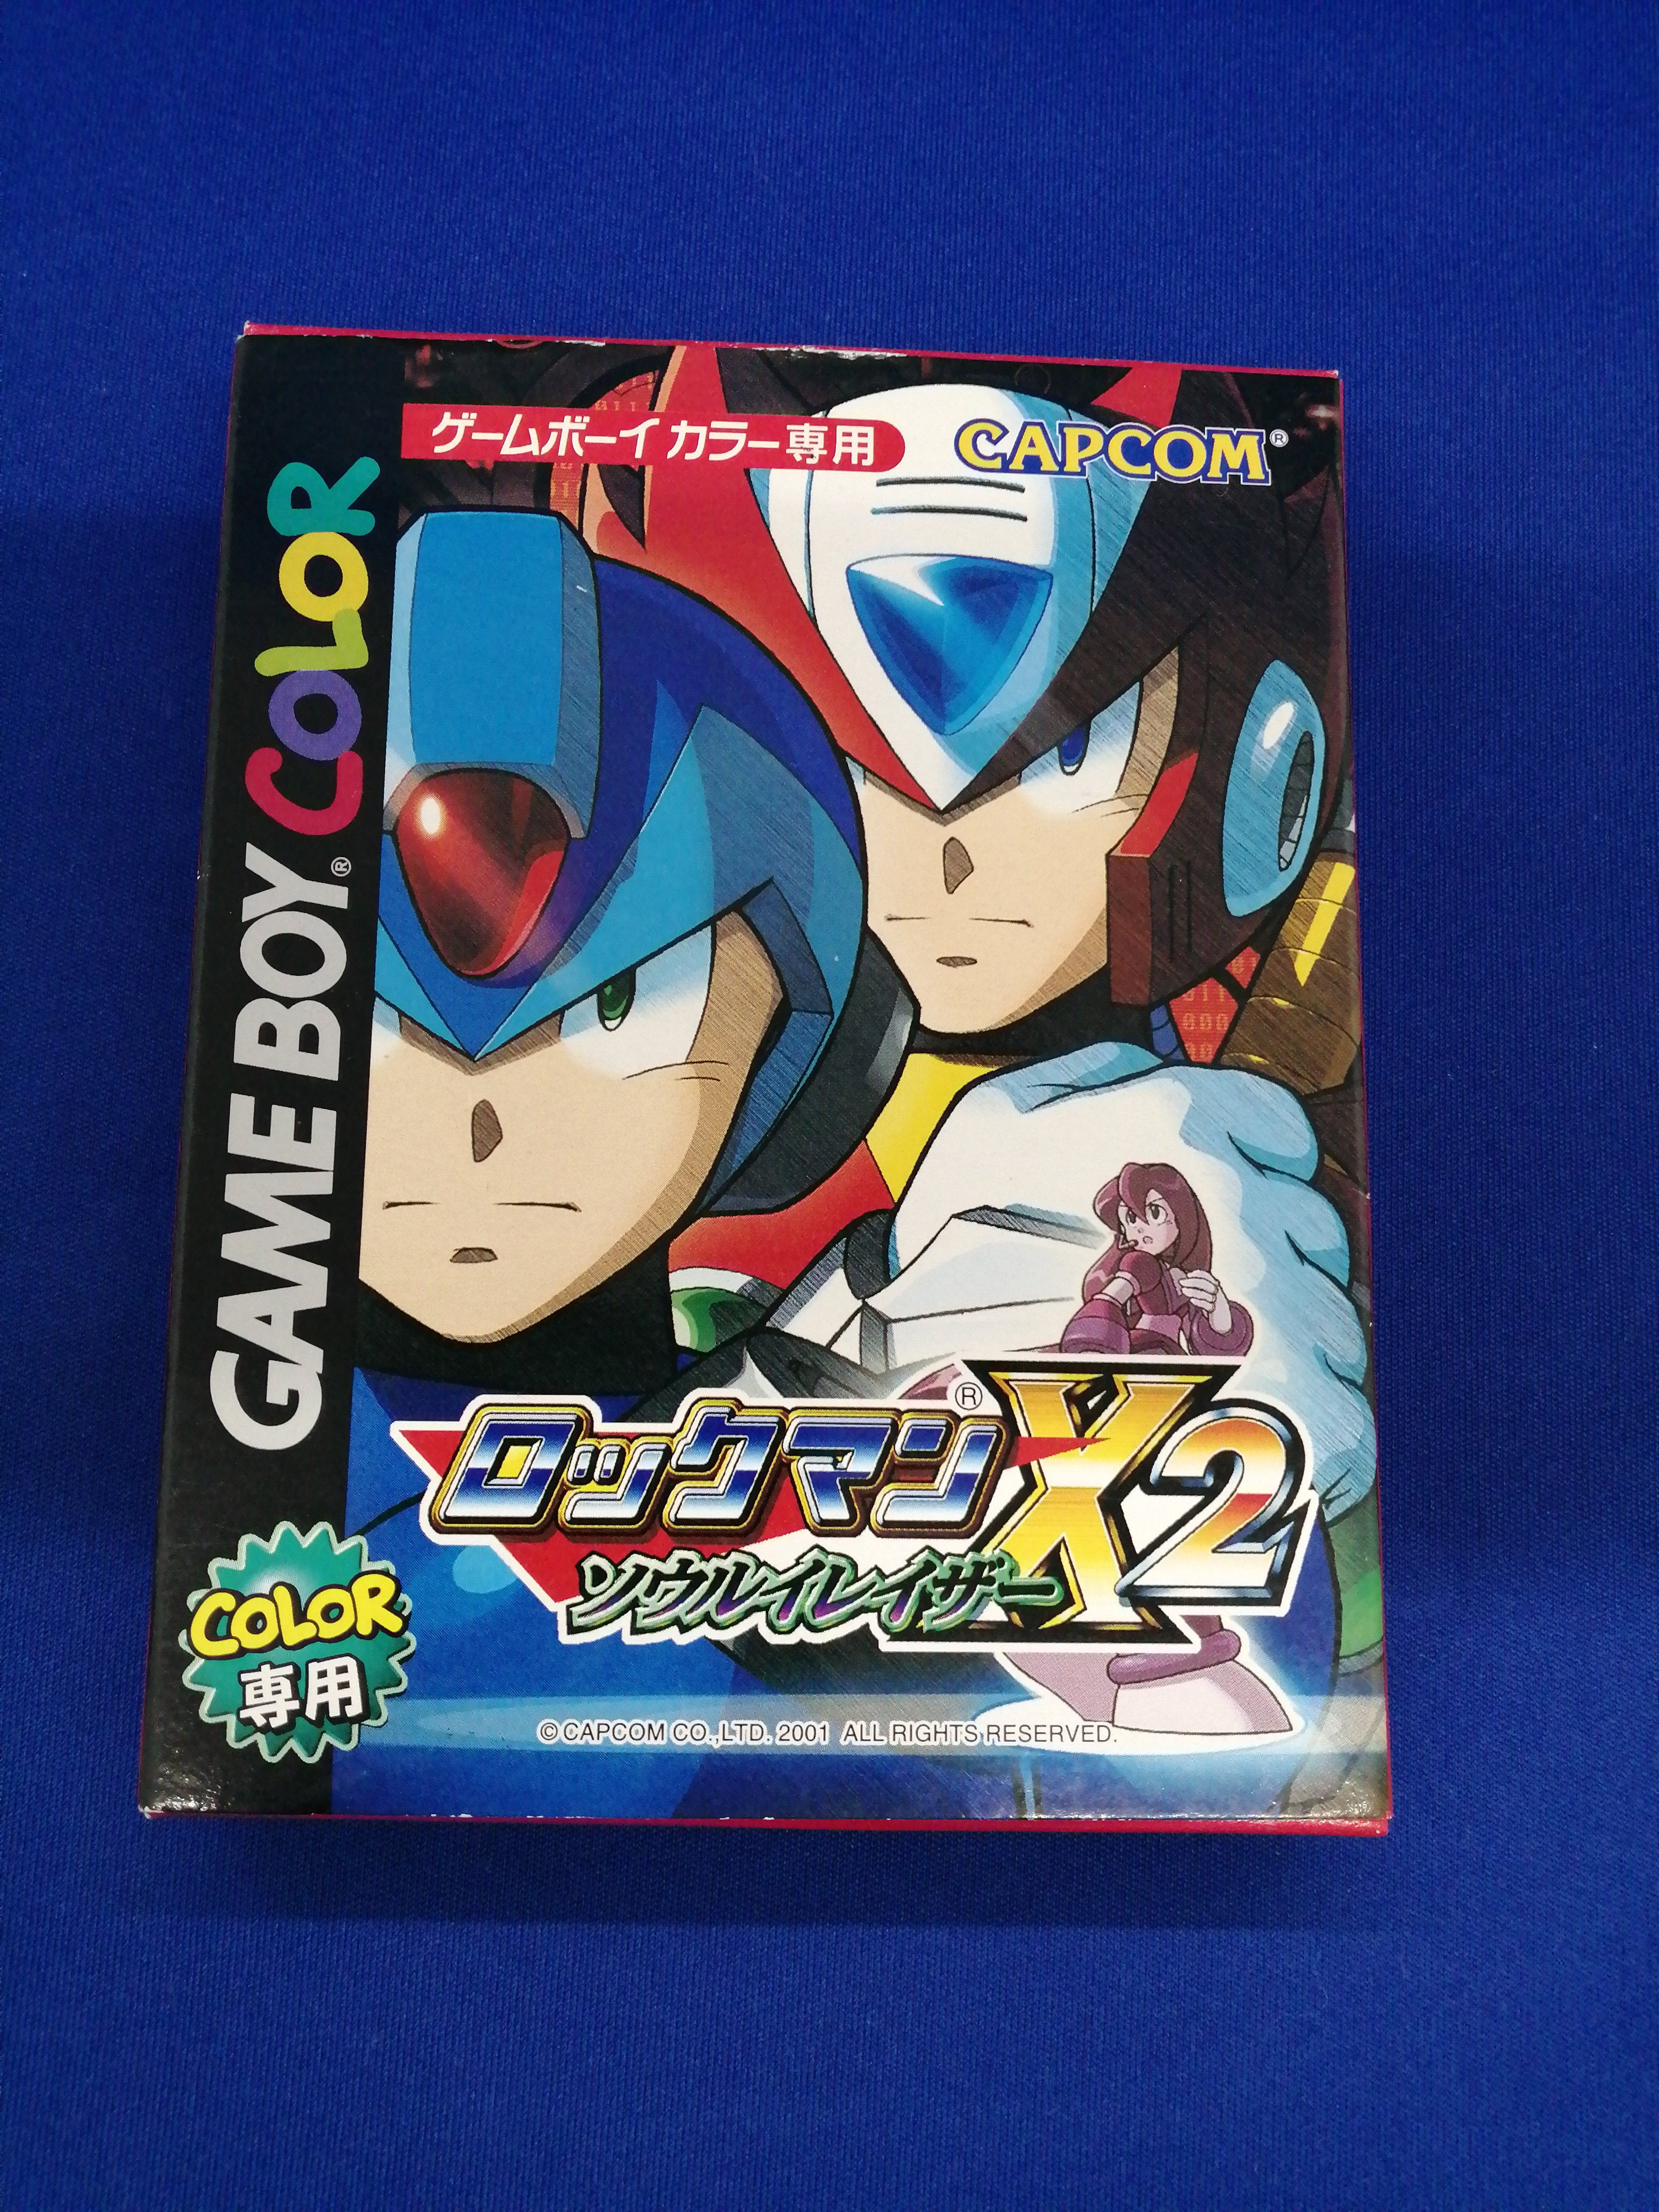 ゲームボーイ カラー専用
CAPCOM®
GAME BOY® COLOR
ロックマン® X2
ソウルイレイザー
COLOR
専用
© CAPCOM CO.,LTD. 2001 ALL RIGHTS RESERVED.